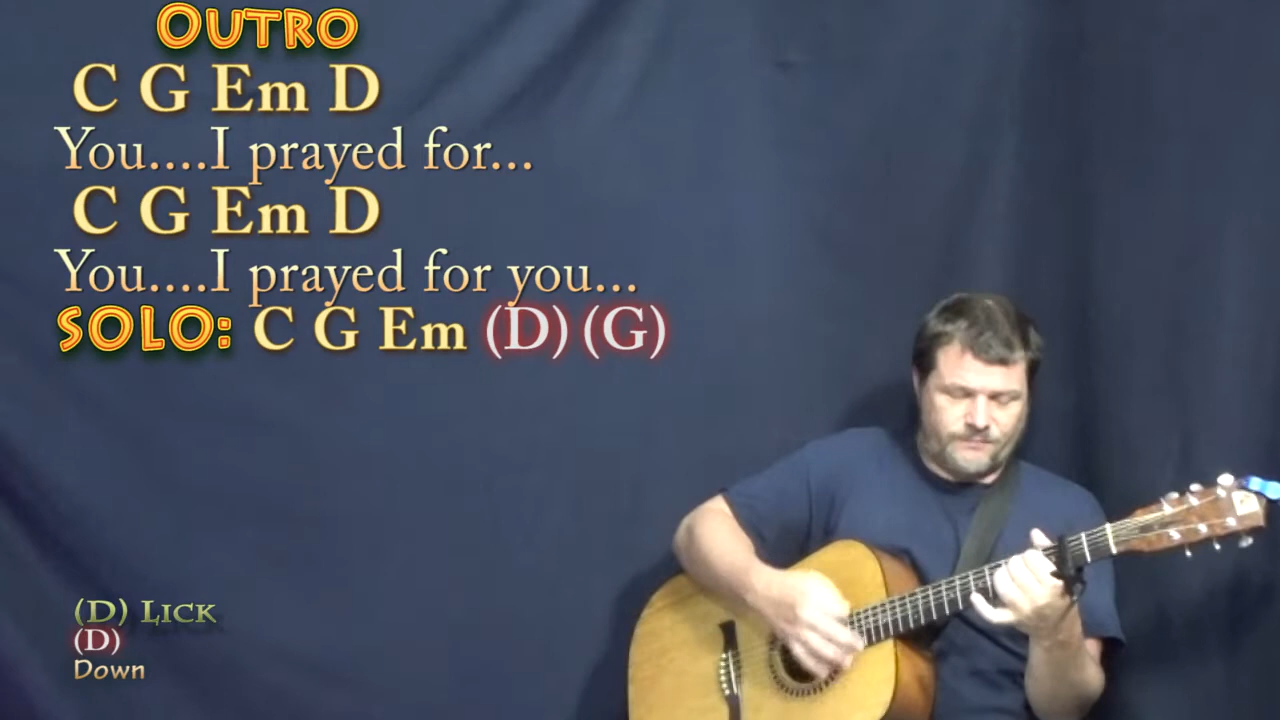 OUTRO
C G Em D
You....I prayed for...
C G Em D
You....I prayed for you...
SOLO: C G Em (D) (G)
(D) LICK
(D)
Down